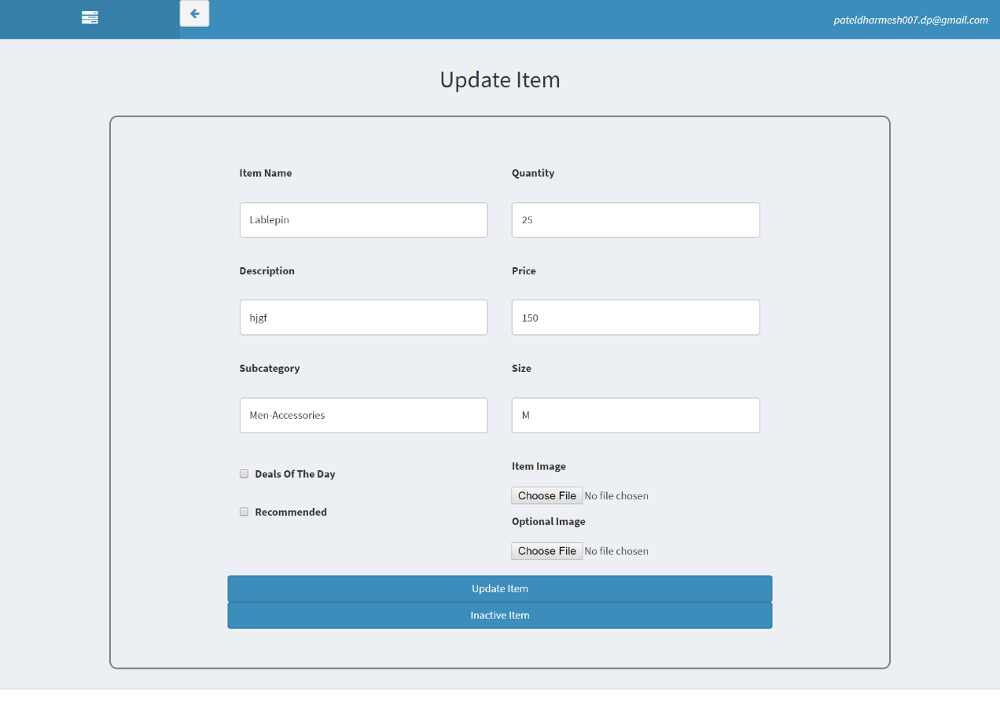 pateldharmesh007.dp@gmail.com
Update Item
Item Name
Quantity
Lablepin
25
Description
Price
hjgf
150
Subcategory
Size
Men-Accessories
M
Deals Of The Day
Item Image
Choose File No file chosen
Recommended
Optional Image
Choose File No file chosen
Update Item
Inactive Item